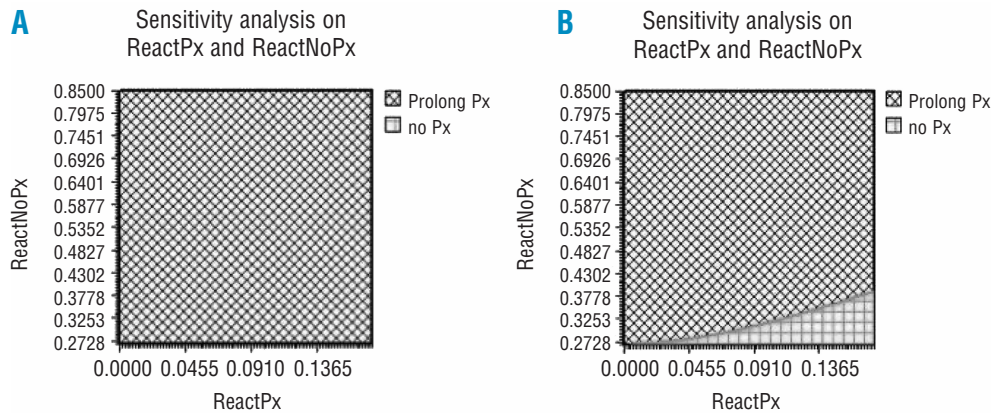 A
Sensitivity analysis on
ReactPx and ReactNoPx
ReactNoPx
0.8500
0.7975
0.7451
0.6926
0.6401
0.5877
0.5352
0.4827
0.4302
0.3778
0.3253
0.2728
0.0000 0.0455 0.0910 0.1365
ReactPx
Prolong Px
no Px
B
Sensitivity analysis on
ReactPx and ReactNoPx
ReactNoPx
0.8500
0.7975
0.7451
0.6926
0.6401
0.5877
0.5352
0.4827
0.4302
0.3778
0.3253
0.2728
0.0000 0.0455 0.0910 0.1365
ReactPx
Prolong Px
no Px